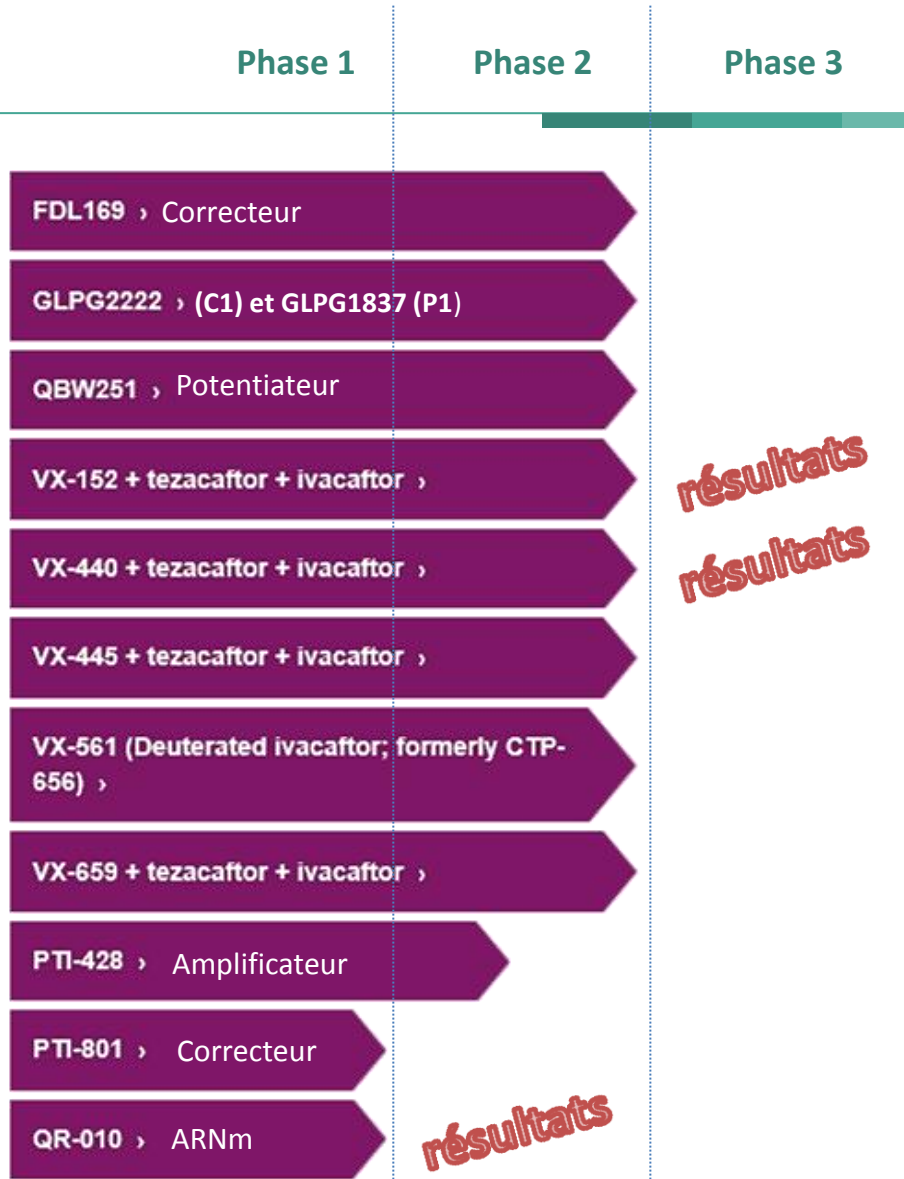 Phase 1 Phase 2 Phase 3
FDL169 › Correcteur
GLPG2222 › (C1) et GLPG1837 (P1)
QBW251 › Potentiateur
VX-152 + tezacaftor + ivacaftor ›
résultats
VX-440 + tezacaftor + ivacaftor ›
résultats
VX-445 + tezacaftor + ivacaftor ›
VX-561 (Deuterated ivacaftor; formerly CTP-
656) ›
VX-659 + tezacaftor + ivacaftor ›
PTI-428 › Amplificateur
PTI-801 › Correcteur
QR-010 › ARNm
résultats